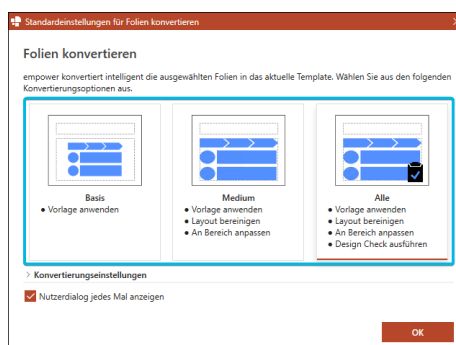 Standardeinstellungen für Folien konvertieren
Folien konvertieren
empower konvertiert intelligent die ausgewählten Folien in das aktuelle Template. Wählen Sie aus den folgenden
Konvertierungsoptionen aus.
Basis
• Vorlage anwenden
Medium
• Vorlage anwenden
• Layout bereinigen
• An Bereich anpassen
Alle
• Vorlage anwenden
• Layout bereinigen
• An Bereich anpassen
• Design Check ausführen
> Konvertierungseinstellungen
Nutzerdialog jedes Mal anzeigen
OK